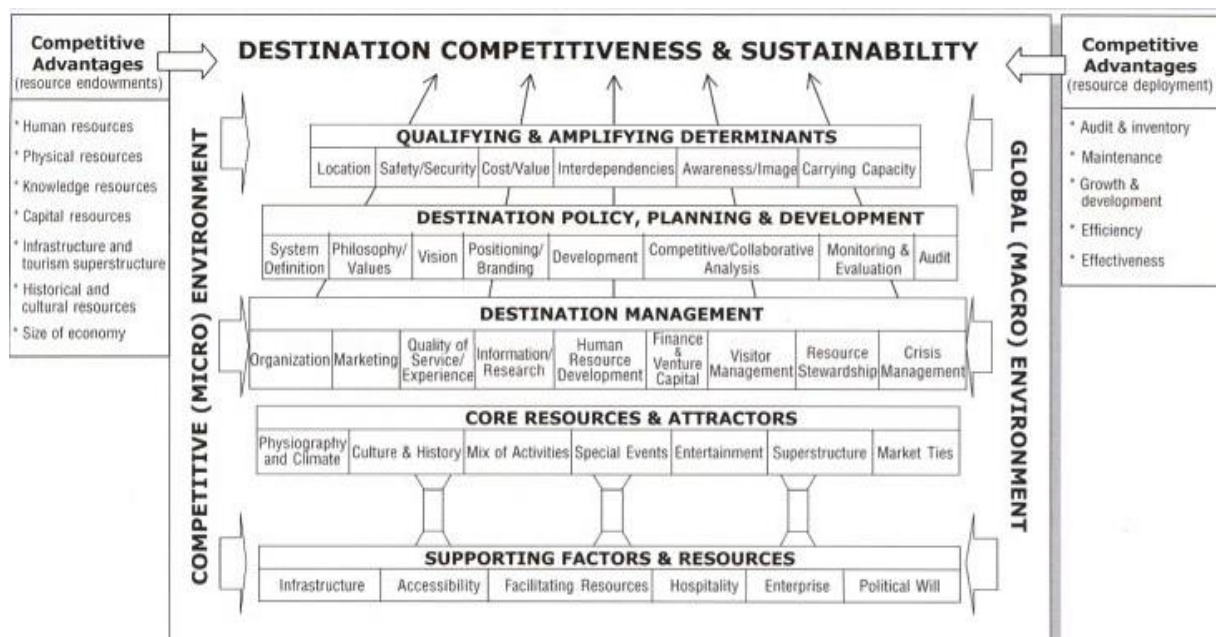 Competitive
Advantages
(resource endowments)
* Human resources
* Physical resources
* Knowledge resources
* Capital resources
* Infrastructure and
tourism superstructure
* Historical and
cultural resources
* Size of economy
COMPETITIVE (MICRO) ENVIRONMENT
DESTINATION COMPETITIVENESS & SUSTAINABILITY
QUALIFYING & AMPLIFYING DETERMINANTS
Location Safety/Security Cost/Value Interdependencies Awareness/Image Carrying Capacity
DESTINATION POLICY, PLANNING & DEVELOPMENT
System
Definition
Philosophy/
Values
Vision
Positioning/
Branding
Development
Competitive/Collaborative
Analysis
Monitoring &
Evaluation
Audit
DESTINATION MANAGEMENT
Organization
Marketing
Quality of
Service/
Experience
Information/
Research
Human
Resource
Development
Finance
&
Venture
Capital
Visitor
Management
Resource
Stewardship
Crisis
Management
CORE RESOURCES & ATTRACTORS
Physiography
and Climate
Culture & History
Mix of Activities
Special Events
Entertainment
Superstructure
Market Ties
SUPPORTING FACTORS & RESOURCES
Infrastructure Accessibility Facilitating Resources Hospitality Enterprise Political Will
GLOBAL (MACRO) ENVIRONMENT
Competitive
Advantages
(resource deployment)
* Audit & inventory
* Maintenance
* Growth &
development
* Efficiency
* Effectiveness